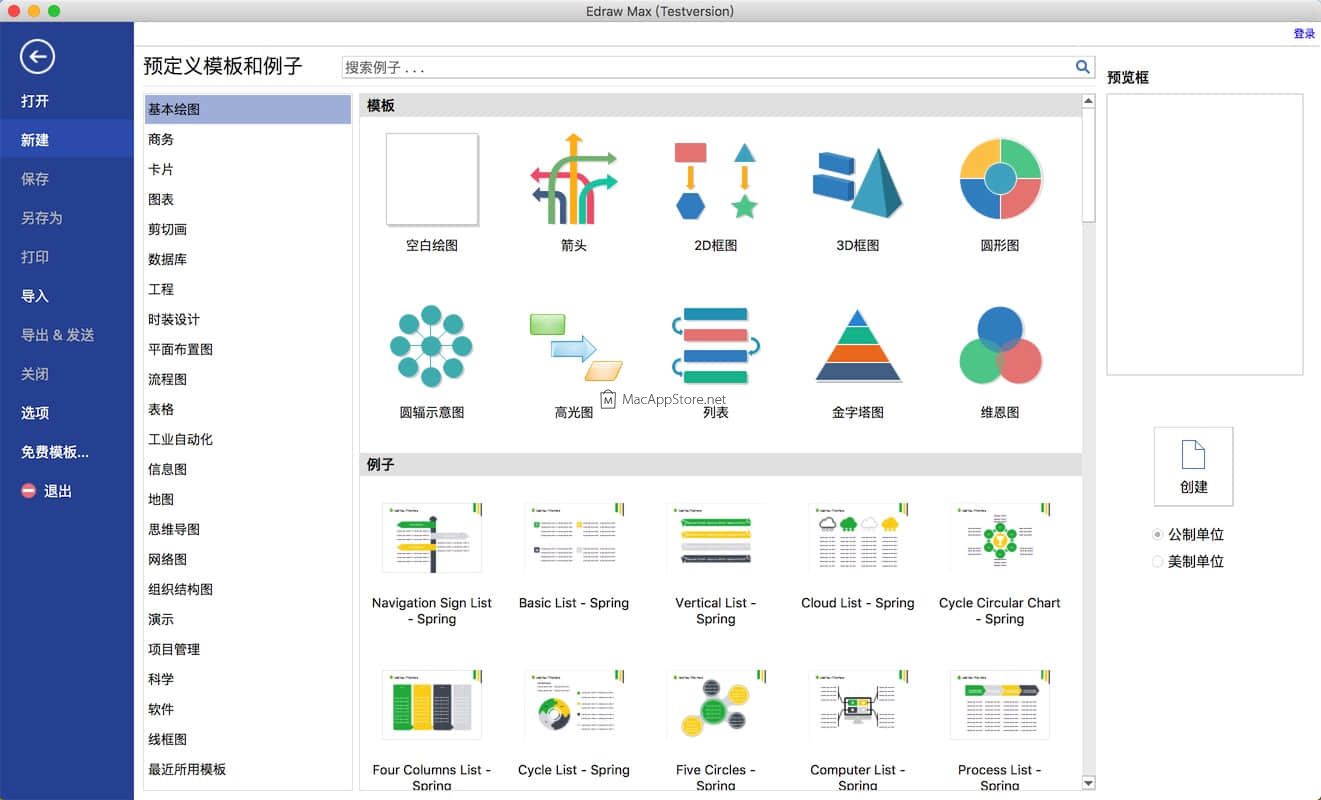 Edraw Max (Testversion)
登录
打开
新建
保存
另存为
打印
导入
导出 & 发送
关闭
选项
免费模板...
退出
预定义模板和例子
搜索例子 . . .
基本绘图
商务
卡片
图表
剪切画
数据库
工程
时装设计
平面布置图
流程图
表格
工业自动化
信息图
地图
思维导图
网络图
组织结构图
演示
项目管理
科学
软件
线框图
最近所用模板
模板
空白绘图
箭头
2D框图
3D框图
圆形图
圆辐示意图
高光图
列表
金字塔图
维恩图
M MacAppStore.net
例子
Navigation Sign List
- Spring
Basic List - Spring
Vertical List -
Spring
Cloud List - Spring
Cycle Circular Chart
- Spring
Four Columns List -
Spring
Cycle List - Spring
Five Circles -
Spring
Computer List -
Spring
Process List -
Spring
预览框
创建
公制单位
美制单位